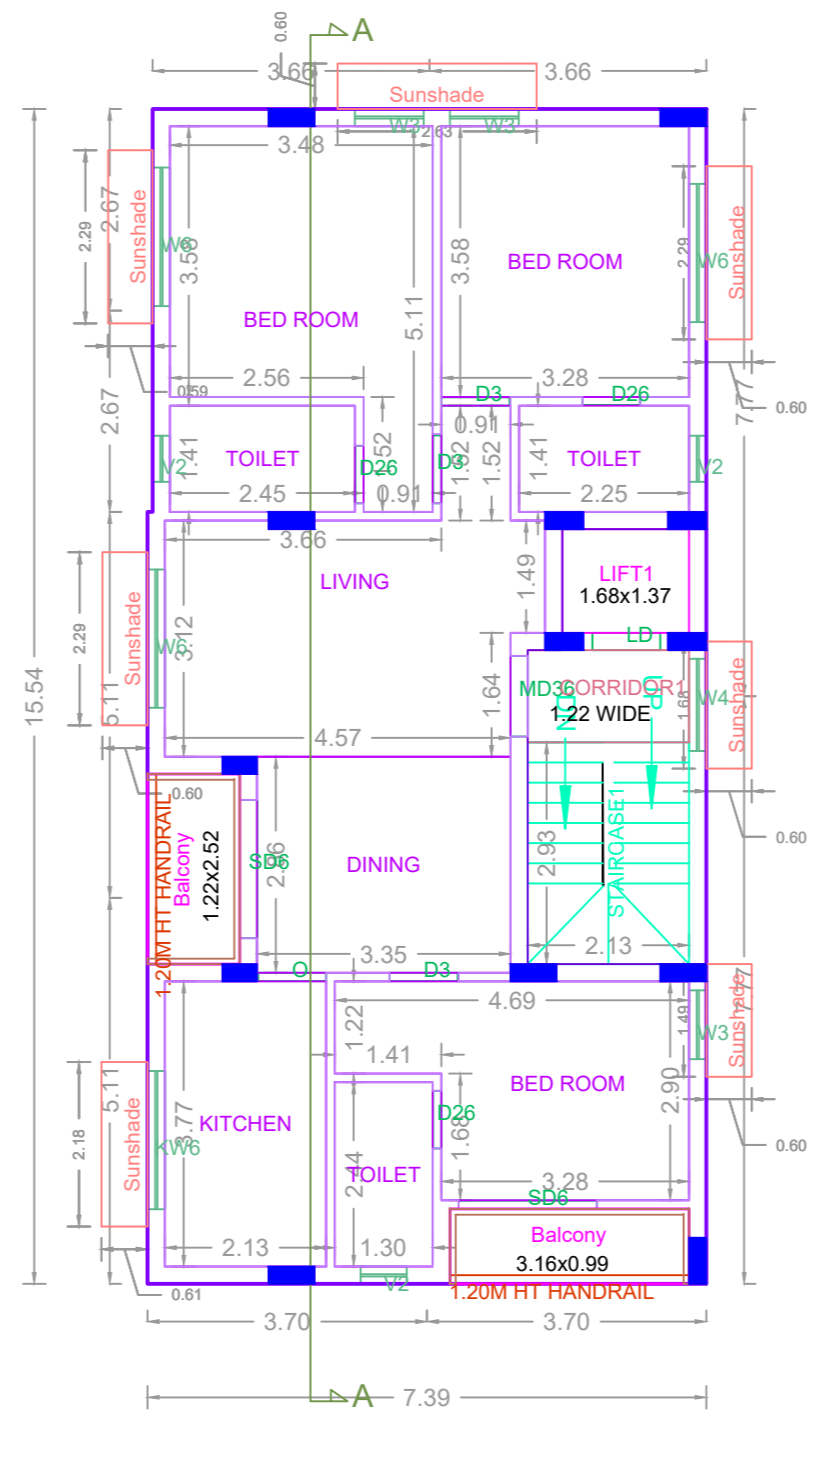 0.60
A
3.66
3.66
Sunshade
W3
2.63
W3
3.48
2.67
2.29
Sunshade
W6
3.58
3.58
BED ROOM
2.29
W6
Sunshade
BED ROOM
5.11
2.56
3.28
0.59
D3
D26
0.60
7.77
2.67
0.91
1.41
V2
TOILET
D26
1.52
D3
1.52
1.52
1.41
TOILET
V2
2.45
0.91
2.25
3.66
LIVING
1.49
LIFT1
1.68x1.37
2.29
Sunshade
W6
3.12
LD
15.54
5.11
1.64
MD36
CORRIDOR1
1.22 WIDE
DN
UP
1.68
W4
Sunshade
4.57
0.60
1.20M HT HANDRAIL
Balcony
1.22x2.52
SD6
DINING
2.93
STAIRCASE1
0.60
3.35
2.13
O
D3
4.69
1.22
1.49
W3
Sunshade
7.77
1.41
5.11
2.90
BED ROOM
2.18
Sunshade
KW6
3.77
KITCHEN
D26
1.68
0.60
2.44
TOILET
3.28
SD6
2.13
1.30
Balcony
3.16x0.99
V2
1.20M HT HANDRAIL
0.61
3.70
3.70
A
7.39